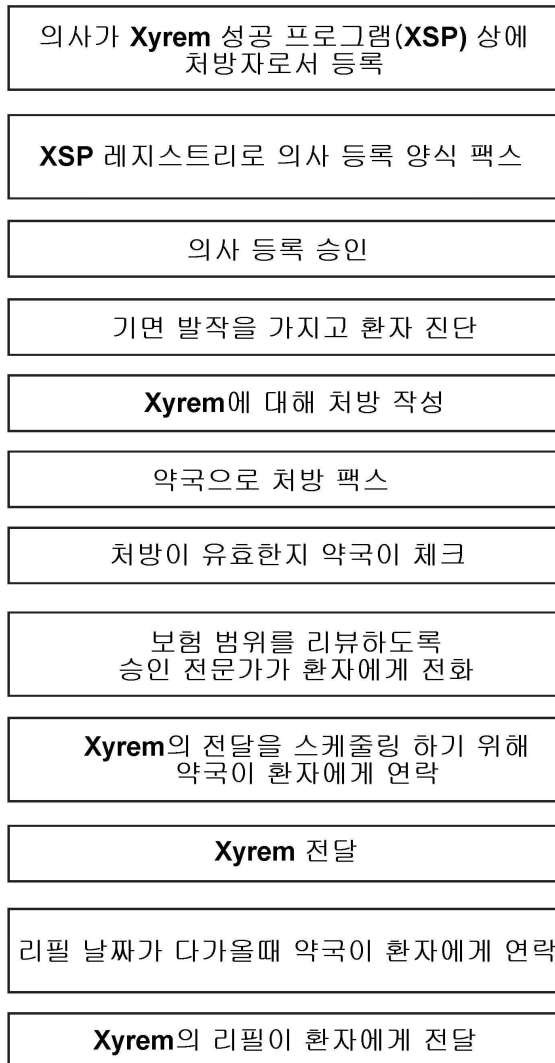 의사가 Xyrem 성공 프로그램(XSP) 상에
처방자로서 등록
XSP 레지스트리로 의사 등록 양식 팩스
의사 등록 승인
기면 발작을 가지고 환자 진단
Xyrem에 대해 처방 작성
약국으로 처방 팩스
처방이 유효한지 약국이 체크
보험 범위를 리뷰하도록
승인 전문가가 환자에게 전화
Xyrem의 전달을 스케줄링 하기 위해
약국이 환자에게 연락
Xyrem 전달
리필 날짜가 다가올때 약국이 환자에게 연락
Xyrem의 리필이 환자에게 전달